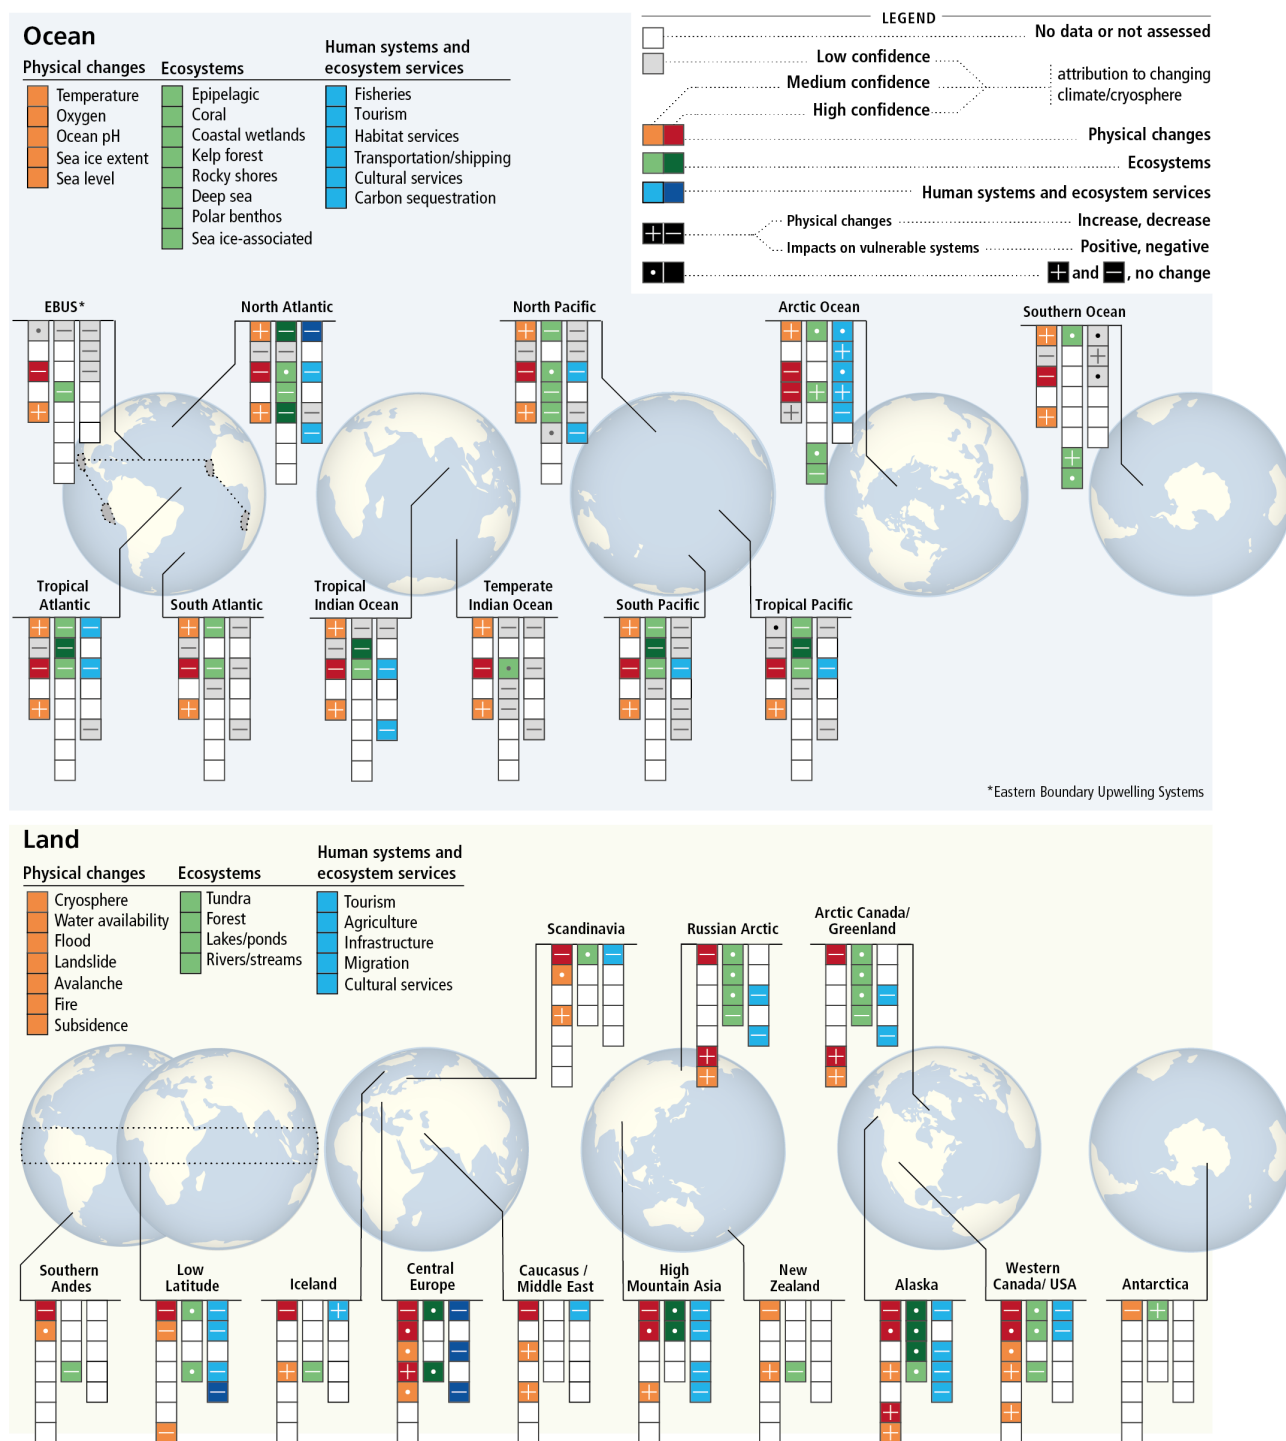 Ocean
Physical changes
Temperature
Oxygen
Ocean pH
Sea ice extent
Sea level
Ecosystems
Epipelagic
Coral
Coastal wetlands
Kelp forest
Rocky shores
Deep sea
Polar benthos
Sea ice-associated
Human systems and
ecosystem services
Fisheries
Tourism
Habitat services
Transportation/shipping
Cultural services
Carbon sequestration
LEGEND
No data or not assessed
Low confidence
Medium confidence
High confidence
attribution to changing
climate/cryosphere
Physical changes
Ecosystems
Human systems and ecosystem services
Physical changes
Increase, decrease
Impacts on vulnerable systems
Positive, negative
and , no change
EBUS*
North Atlantic
North Pacific
Arctic Ocean
Southern Ocean
Tropical
Atlantic
South Atlantic
Tropical
Indian Ocean
Temperate
Indian Ocean
South Pacific
Tropical Pacific
*Eastern Boundary Upwelling Systems
Land
Physical changes
Cryosphere
Water availability
Flood
Landslide
Avalanche
Fire
Subsidence
Ecosystems
Tundra
Forest
Lakes/ponds
Rivers/streams
Human systems and
ecosystem services
Tourism
Agriculture
Infrastructure
Migration
Cultural services
Scandinavia
Russian Arctic
Arctic Canada/
Greenland
Southern
Andes
Low
Latitude
Iceland
Central
Europe
Caucasus /
Middle East
High
Mountain Asia
New
Zealand
Alaska
Western
Canada/ USA
Antarctica